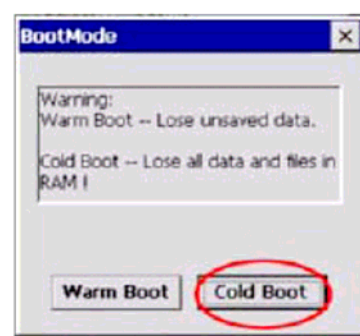 BootMode
Warning:
Warm Boot -- Lose unsaved data.
Cold Boot -- Lose all data and files in
RAM !
Warm Boot Cold Boot